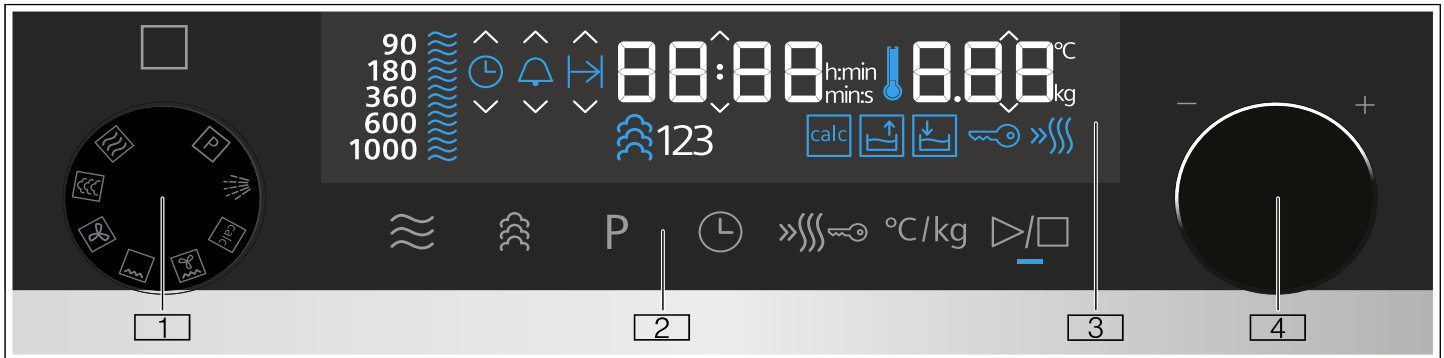 90
180
360
600
1000
88:88 h:min min:s
8.88 °C kg
123
calc
P
calc
P
°C/kg
− +
1 2 3 4